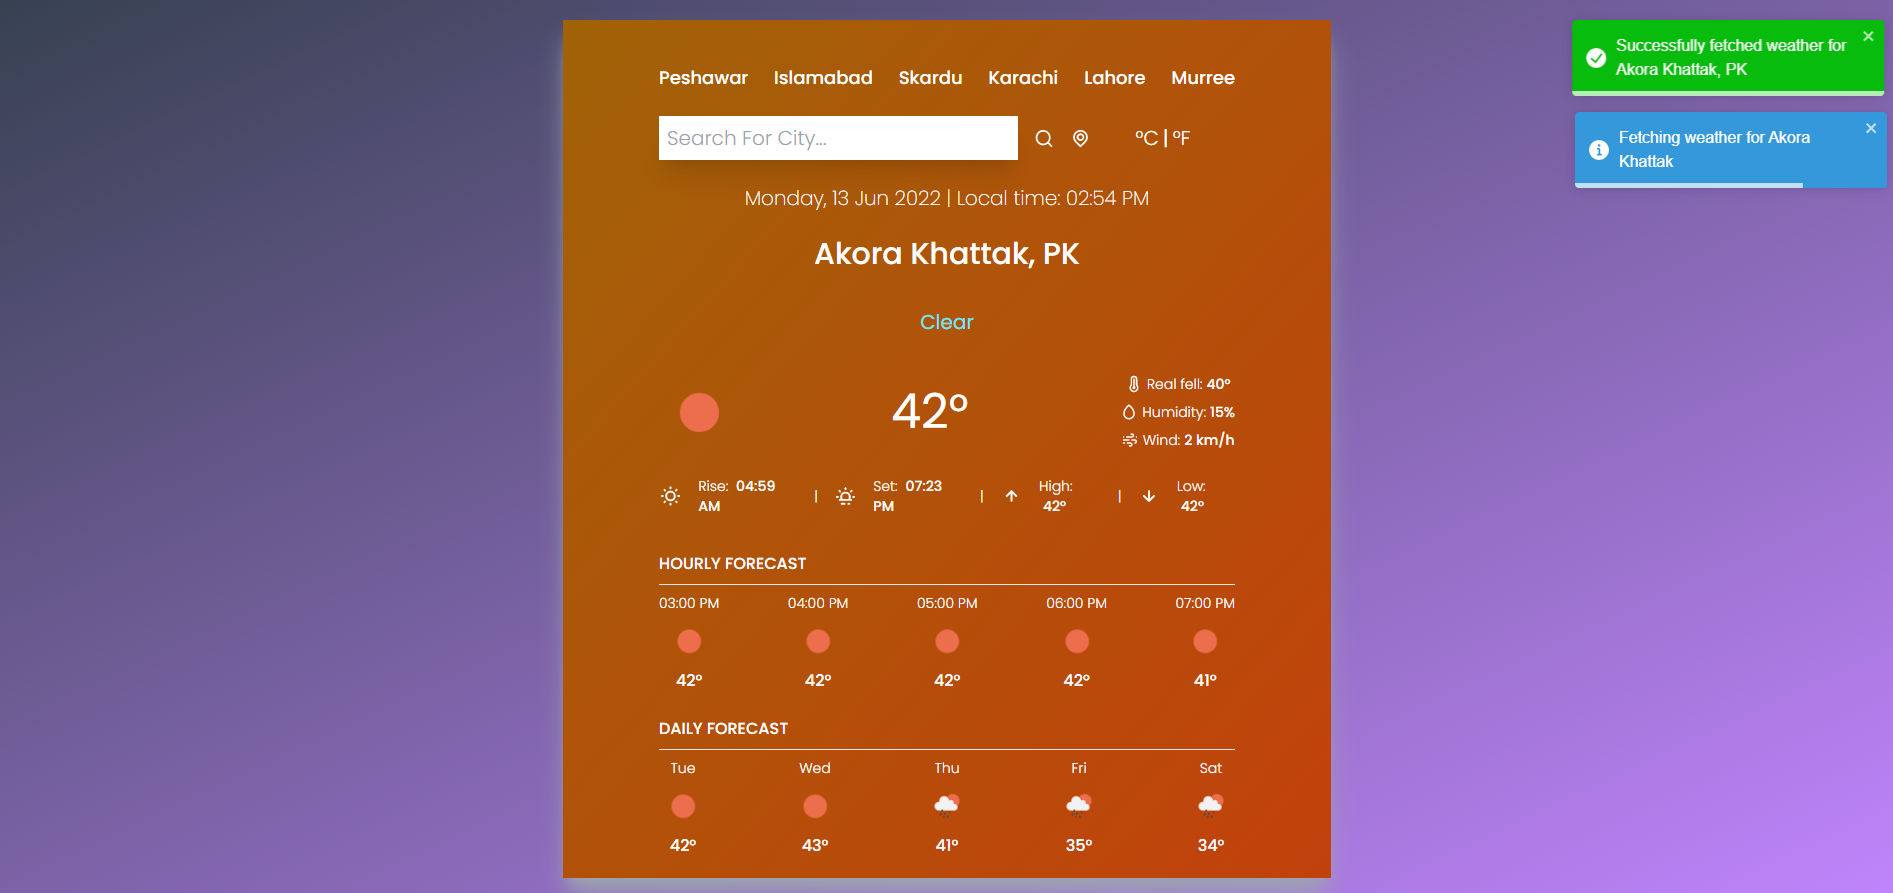 Peshawar Islamabad Skardu Karachi Lahore Murree
Search For City...
°C | °F
Monday, 13 Jun 2022 | Local time: 02:54 PM
Akora Khattak, PK
Clear
42°
Real fell: 40°
Humidity: 15%
Wind: 2 km/h
Rise: 04:59
AM
|
Set: 07:23
PM
|
High:
42°
|
Low:
42°
HOURLY FORECAST
03:00 PM 04:00 PM 05:00 PM 06:00 PM 07:00 PM
42° 42° 42° 42° 41°
DAILY FORECAST
Tue Wed Thu Fri Sat
42° 43° 41° 35° 34°
Successfully fetched weather for
Akora Khattak, PK
Fetching weather for Akora
Khattak